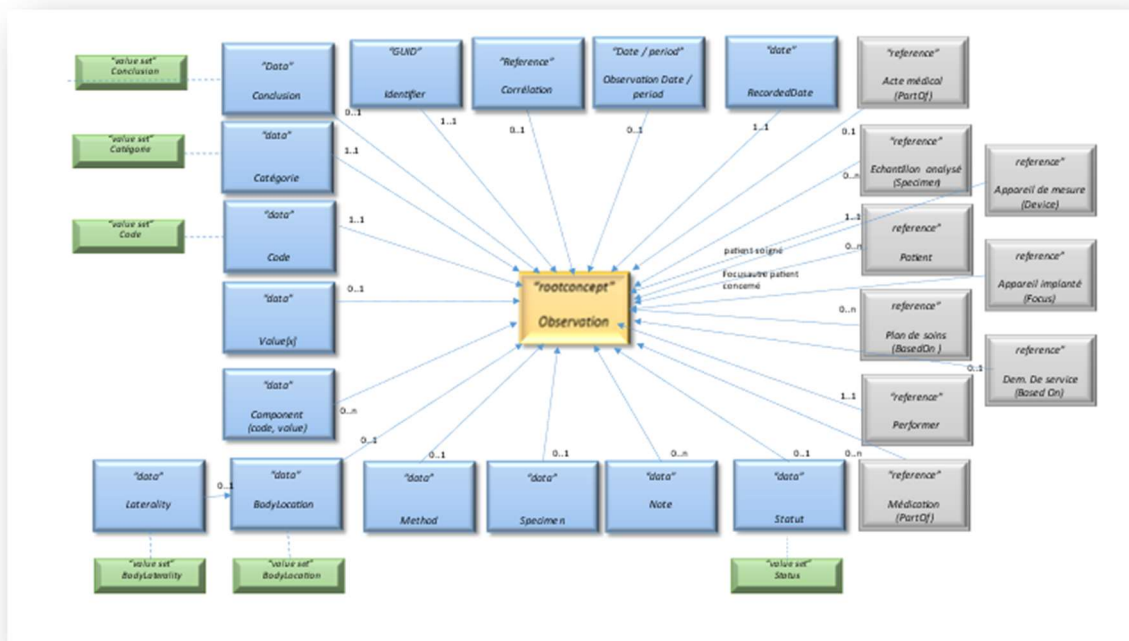 "value set"
Conclusion
"Data"
Conclusion
"GUID"
Identifier
"Reference"
Corrélation
"Date / period"
Observation Date /
period
"date"
RecordedDate
"reference"
Acte médical
(PartOf)
0..1
1..1
0..1
0..1
1..1
0.1
"value set"
Catégorie
"data"
Catégorie
1..1
"reference"
Echantillon analysé
(Specimen)
0..n
reference"
Appareil de mesure
(Device)
"value set"
Code
"data"
Code
1..1
"reference"
Patient
1..1
0..n
patient soigné
Focusautre patient
concerné
reference"
Appareil implanté
(Focus)
"data"
Value[x]
0..1
"rootconcept"
Observation
"reference"
Plan de soins
(BasedOn )
0..n
reference"
Dem. De service
(Based On)
0..1
"data"
Component
(code, value)
0..n
"reference"
Performer
1..1
0..1
0..1
0..1
0..n
0..1
0..n
"data"
Laterality
0..1
"data"
BodyLocation
"data"
Method
"data"
Specimen
"data"
Note
"data"
Statut
"reference"
Médication
(PartOf)
"value set"
BodyLaterality
"value set"
BodyLocation
"value set"
Status